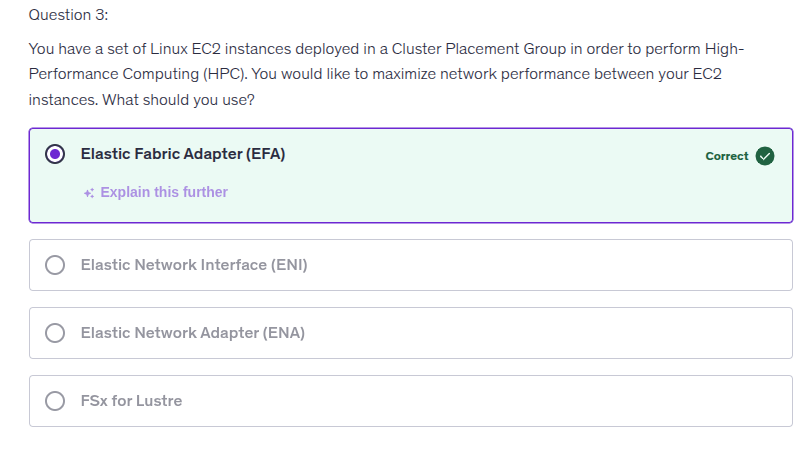 Question 3:
You have a set of Linux EC2 instances deployed in a Cluster Placement Group in order to perform High-
Performance Computing (HPC). You would like to maximize network performance between your EC2
instances. What should you use?
Elastic Fabric Adapter (EFA)
Correct
Explain this further
Elastic Network Interface (ENI)
Elastic Network Adapter (ENA)
FSx for Lustre